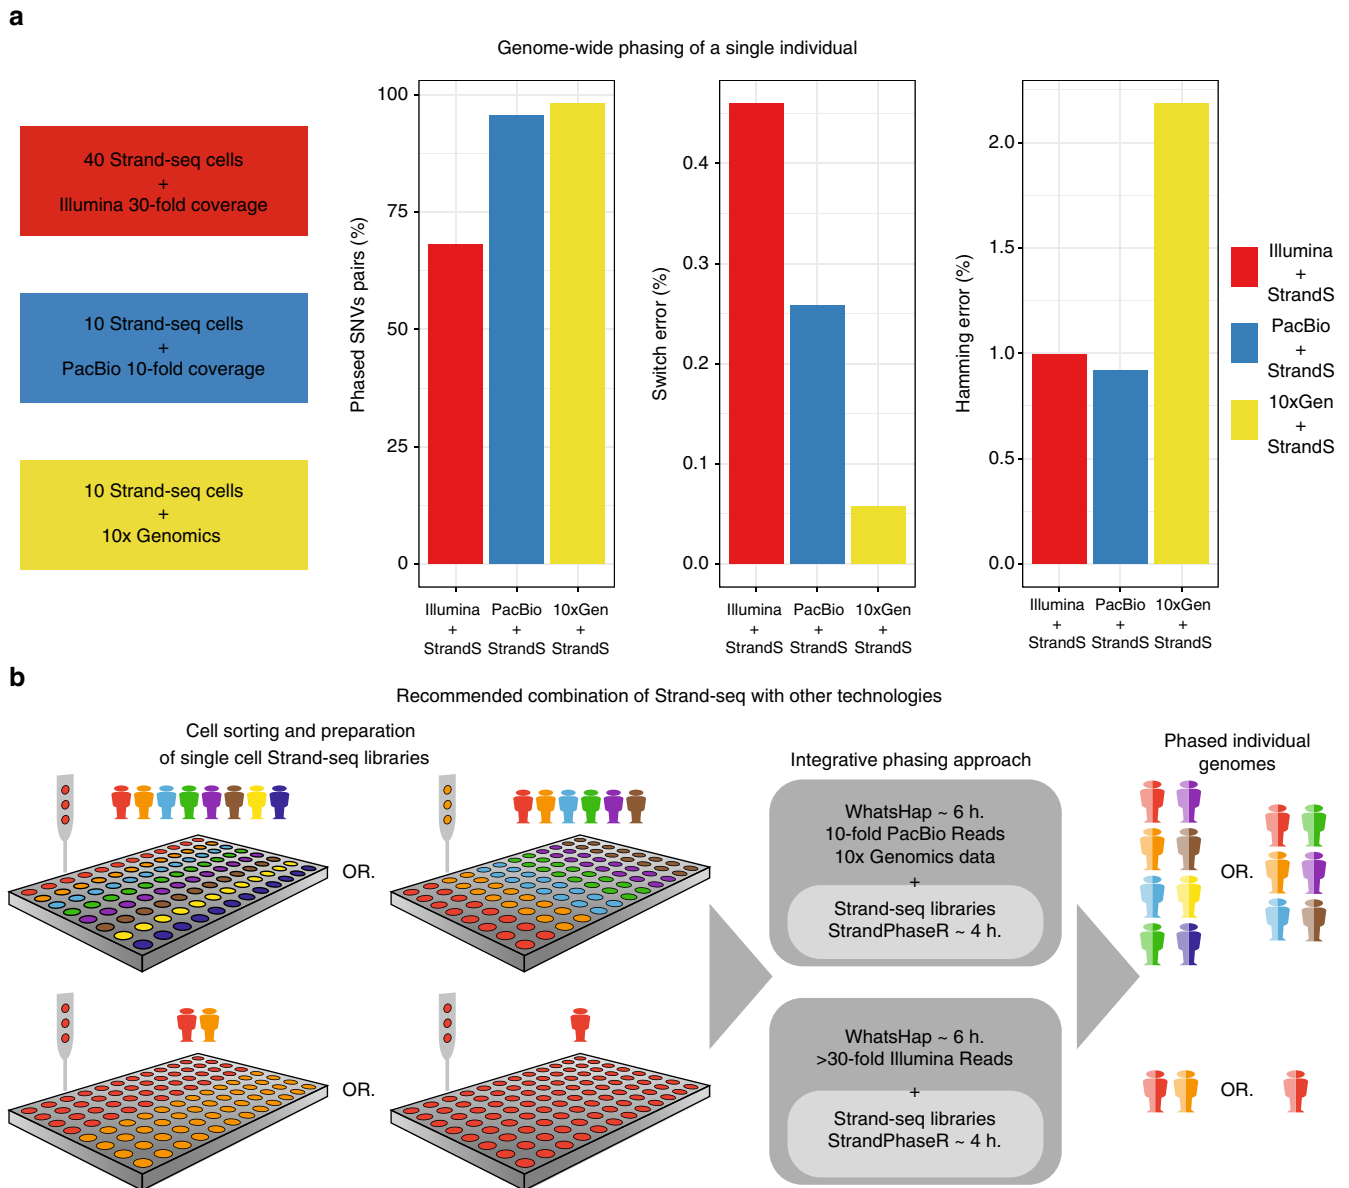 a
Genome-wide phasing of a single individual
40 Strand-seq cells
+
Illumina 30-fold coverage
10 Strand-seq cells
+
PacBio 10-fold coverage
10 Strand-seq cells
+
10x Genomics
Phased SNVs pairs (%)
100
75
50
25
0
Illumina
+
StrandS
PacBio
+
StrandS
10xGen
+
StrandS
Switch error (%)
0.4
0.3
0.2
0.1
0.0
Illumina
+
StrandS
PacBio
+
StrandS
10xGen
+
StrandS
Hamming error (%)
2.0
1.5
1.0
0.5
0.0
Illumina
+
StrandS
PacBio
+
StrandS
10xGen
+
StrandS
Illumina
+
StrandS
PacBio
+
StrandS
10xGen
+
StrandS
b
Recommended combination of Strand-seq with other technologies
Cell sorting and preparation
of single cell Strand-seq libraries
OR.
OR.
Integrative phasing approach
WhatsHap ~ 6 h.
10-fold PacBio Reads
10x Genomics data
+
Strand-seq libraries
StrandPhaseR ~ 4 h.
WhatsHap ~ 6 h.
>30-fold Illumina Reads
+
Strand-seq libraries
StrandPhaseR ~ 4 h.
Phased individual
genomes
OR.
OR.